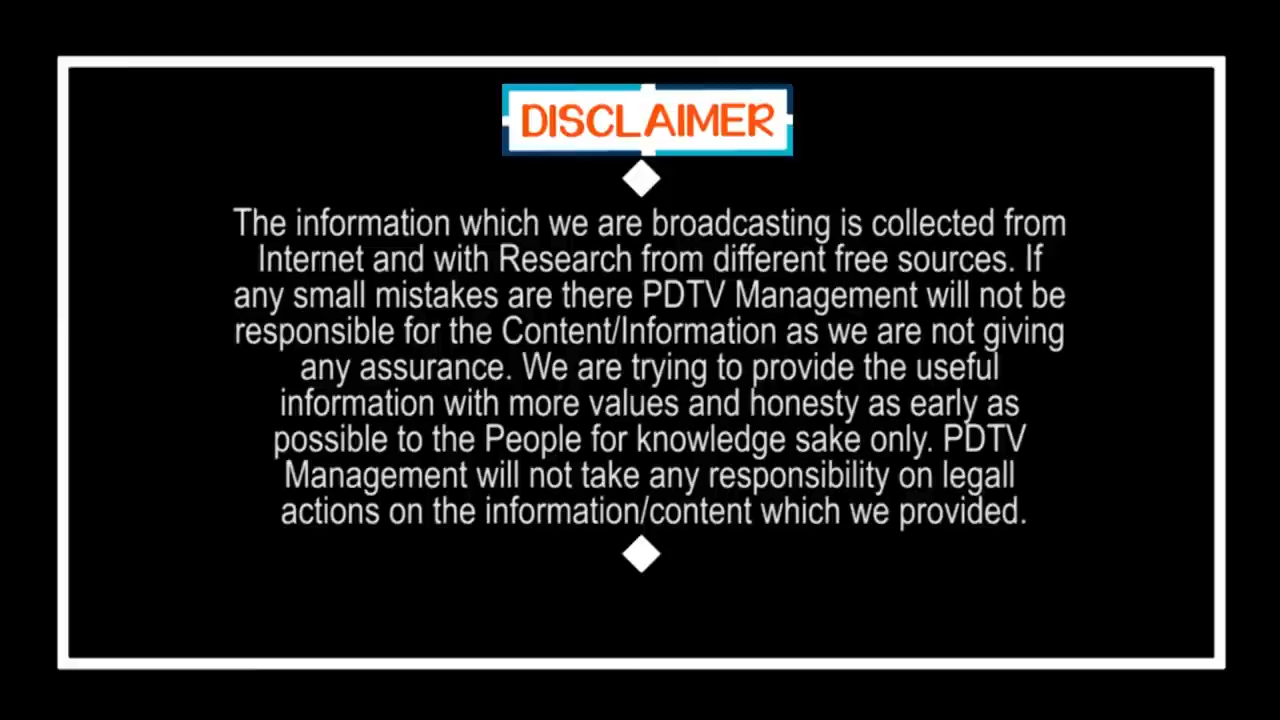 DISCLAIMER
The information which we are broadcasting is collected from
Internet and with Research from different free sources. If
any small mistakes are there PDTV Management will not be
responsible for the Content/Information as we are not giving
any assurance. We are trying to provide the useful
information with more values and honesty as early as
possible to the People for knowledge sake only. PDTV
Management will not take any responsibility on legall
actions on the information/content which we provided.